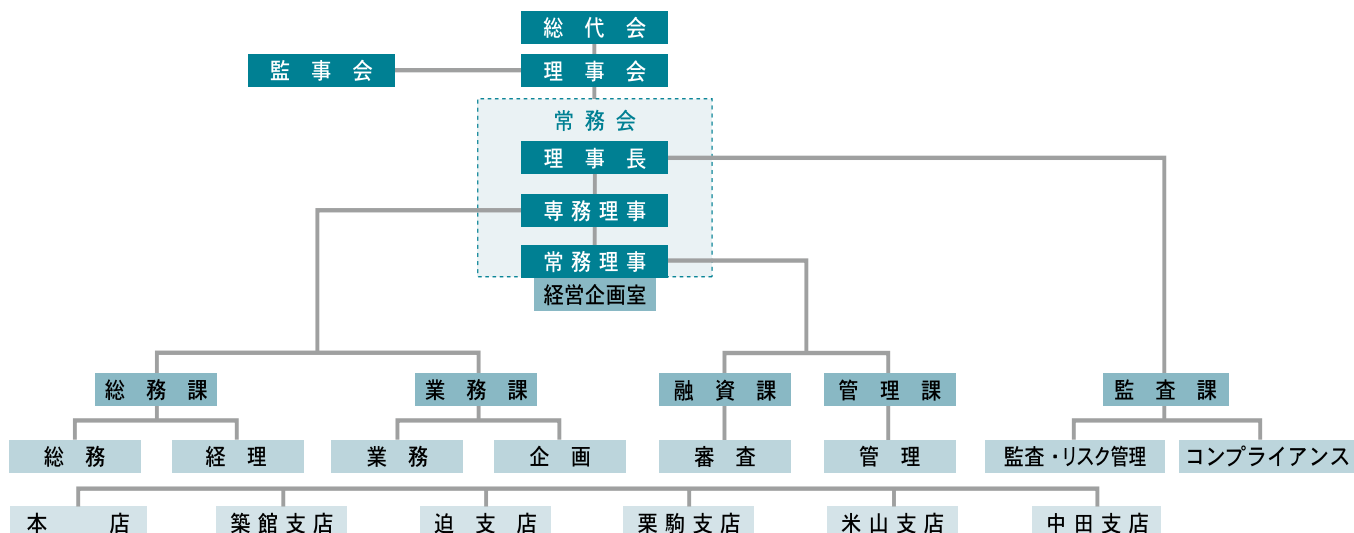 総代会
監事会 理事会
常務会
理事長
専務理事
常務理事
経営企画室
総務課 業務課 融資課 管理課 監査課
総務 経理 業務 企画 審査 管理 監査・リスク管理 コンプライアンス
本店 築館支店 迫支店 栗駒支店 米山支店 中田支店